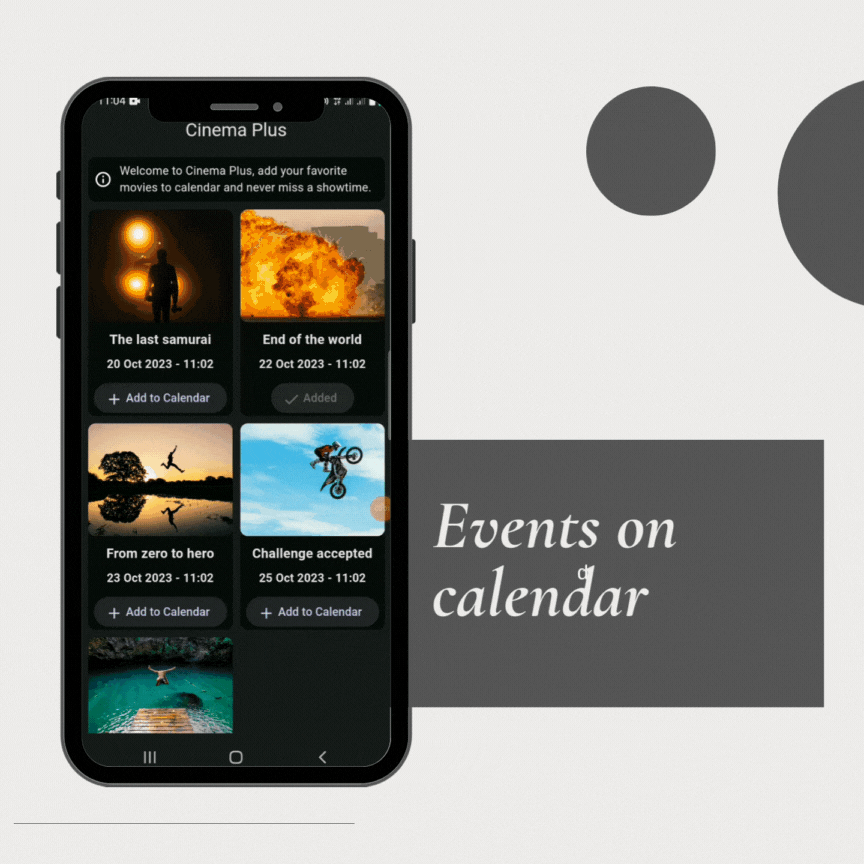 11:04
Cinema Plus
Welcome to Cinema Plus, add your favorite
movies to calendar and never miss a showtime.
The last samurai
20 Oct 2023 - 11:02
+ Add to Calendar
End of the world
22 Oct 2023 - 11:02
Added
From zero to hero
23 Oct 2023 - 11:02
+ Add to Calendar
Challenge accepted
25 Oct 2023 - 11:02
+ Add to Calendar
Events on
calendar
d